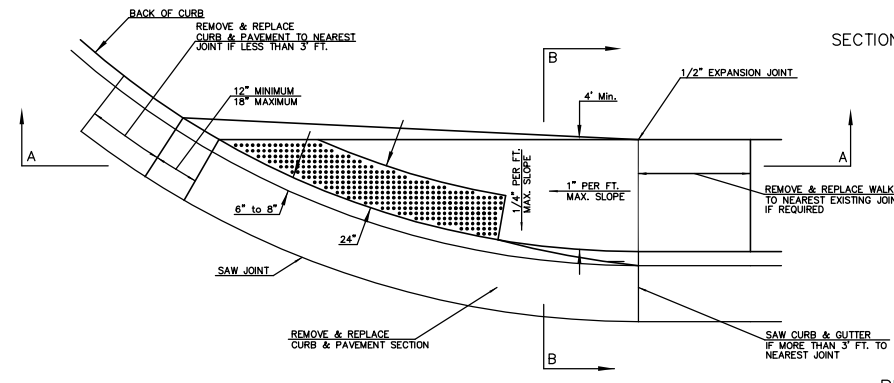 BACK OF CURB
REMOVE & REPLACE
CURB & PAVEMENT TO NEAREST
JOINT IF LESS THAN 3' FT.
12" MINIMUM
18" MAXIMUM
B
SECTION
1/2" EXPANSION JOINT
4' Min.
A
A
1/4" PER FT.
MAX. SLOPE
1" PER FT.
MAX. SLOPE
REMOVE & REPLACE WALK
TO NEAREST EXISTING JOIN
IF REQUIRED
6" to 8"
24"
SAW JOINT
REMOVE & REPLACE
CURB & PAVEMENT SECTION
SAW CURB & GUTTER
IF MORE THAN 3' FT. TO
NEAREST JOINT
B